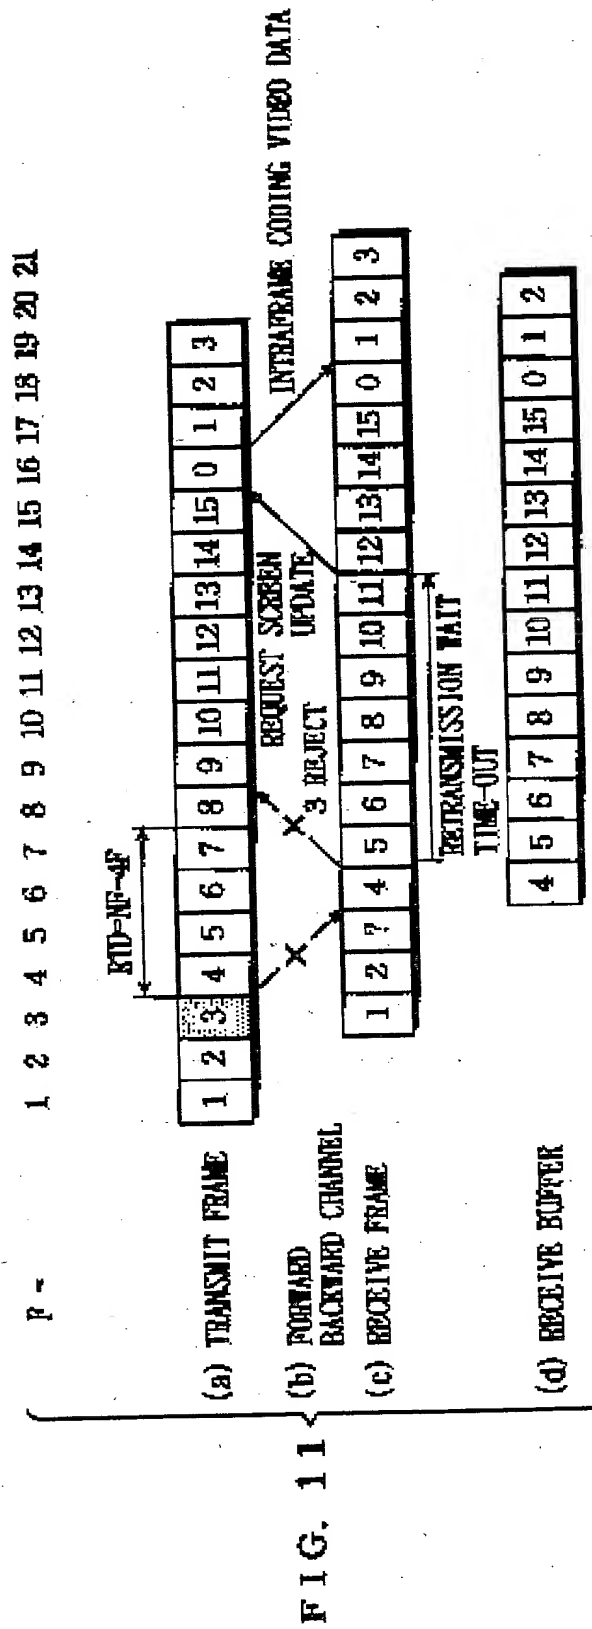 F I G. 11
F = 1 2 3 4 5 6 7 8 9 10 11 12 13 14 15 16 17 18 19 20 21
RTD=NF=4F
(a) TRANSMIT FRAME 1 2 3 4 5 6 7 8 9 10 11 12 13 14 15 0 1 2 3
(b) FORWARD
BACKWARD CHANNEL
3 REJECT
REQUEST SCREEN
UPDATE
INTRAFRAME CODING VIDEO DATA
(c) RECEIVE FRAME 1 2 ? 4 5 6 7 8 9 10 11 12 13 14 15 0 1 2 3
RETRANSMISSION WAIT
TIME-OUT
(d) RECEIVE BUFFER 4 5 6 7 8 9 10 11 12 13 14 15 0 1 2